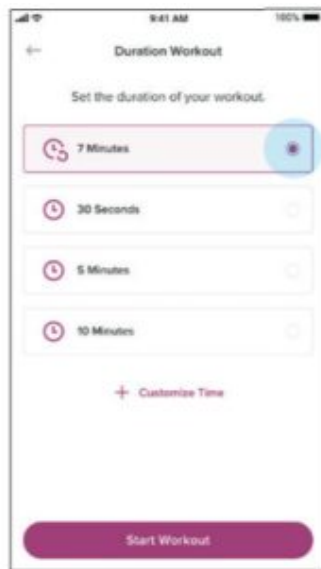 9:41 AM 100%
Duration Workout
Set the duration of your workout.
7 Minutes
30 Seconds
5 Minutes
10 Minutes
+ Customize Time
Start Workout